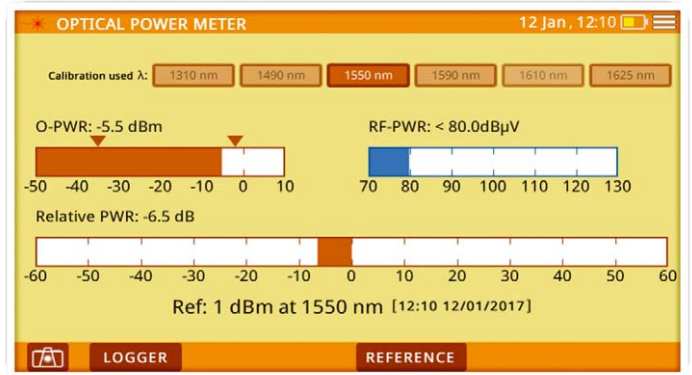 OPTICAL POWER METER 12 Jan, 12:10
Calibration used λ: 1310 nm 1490 nm 1550 nm 1590 nm 1610 nm 1625 nm
O-PWR: -5.5 dBm RF-PWR: < 80.0dBµV
-50 -40 -30 -20 -10 0 10 70 80 90 100 110 120 130
Relative PWR: -6.5 dB
-60 -50 -40 -30 -20 -10 0 10 20 30 40 50 60
Ref: 1 dBm at 1550 nm [12:10 12/01/2017]
LOGGER REFERENCE